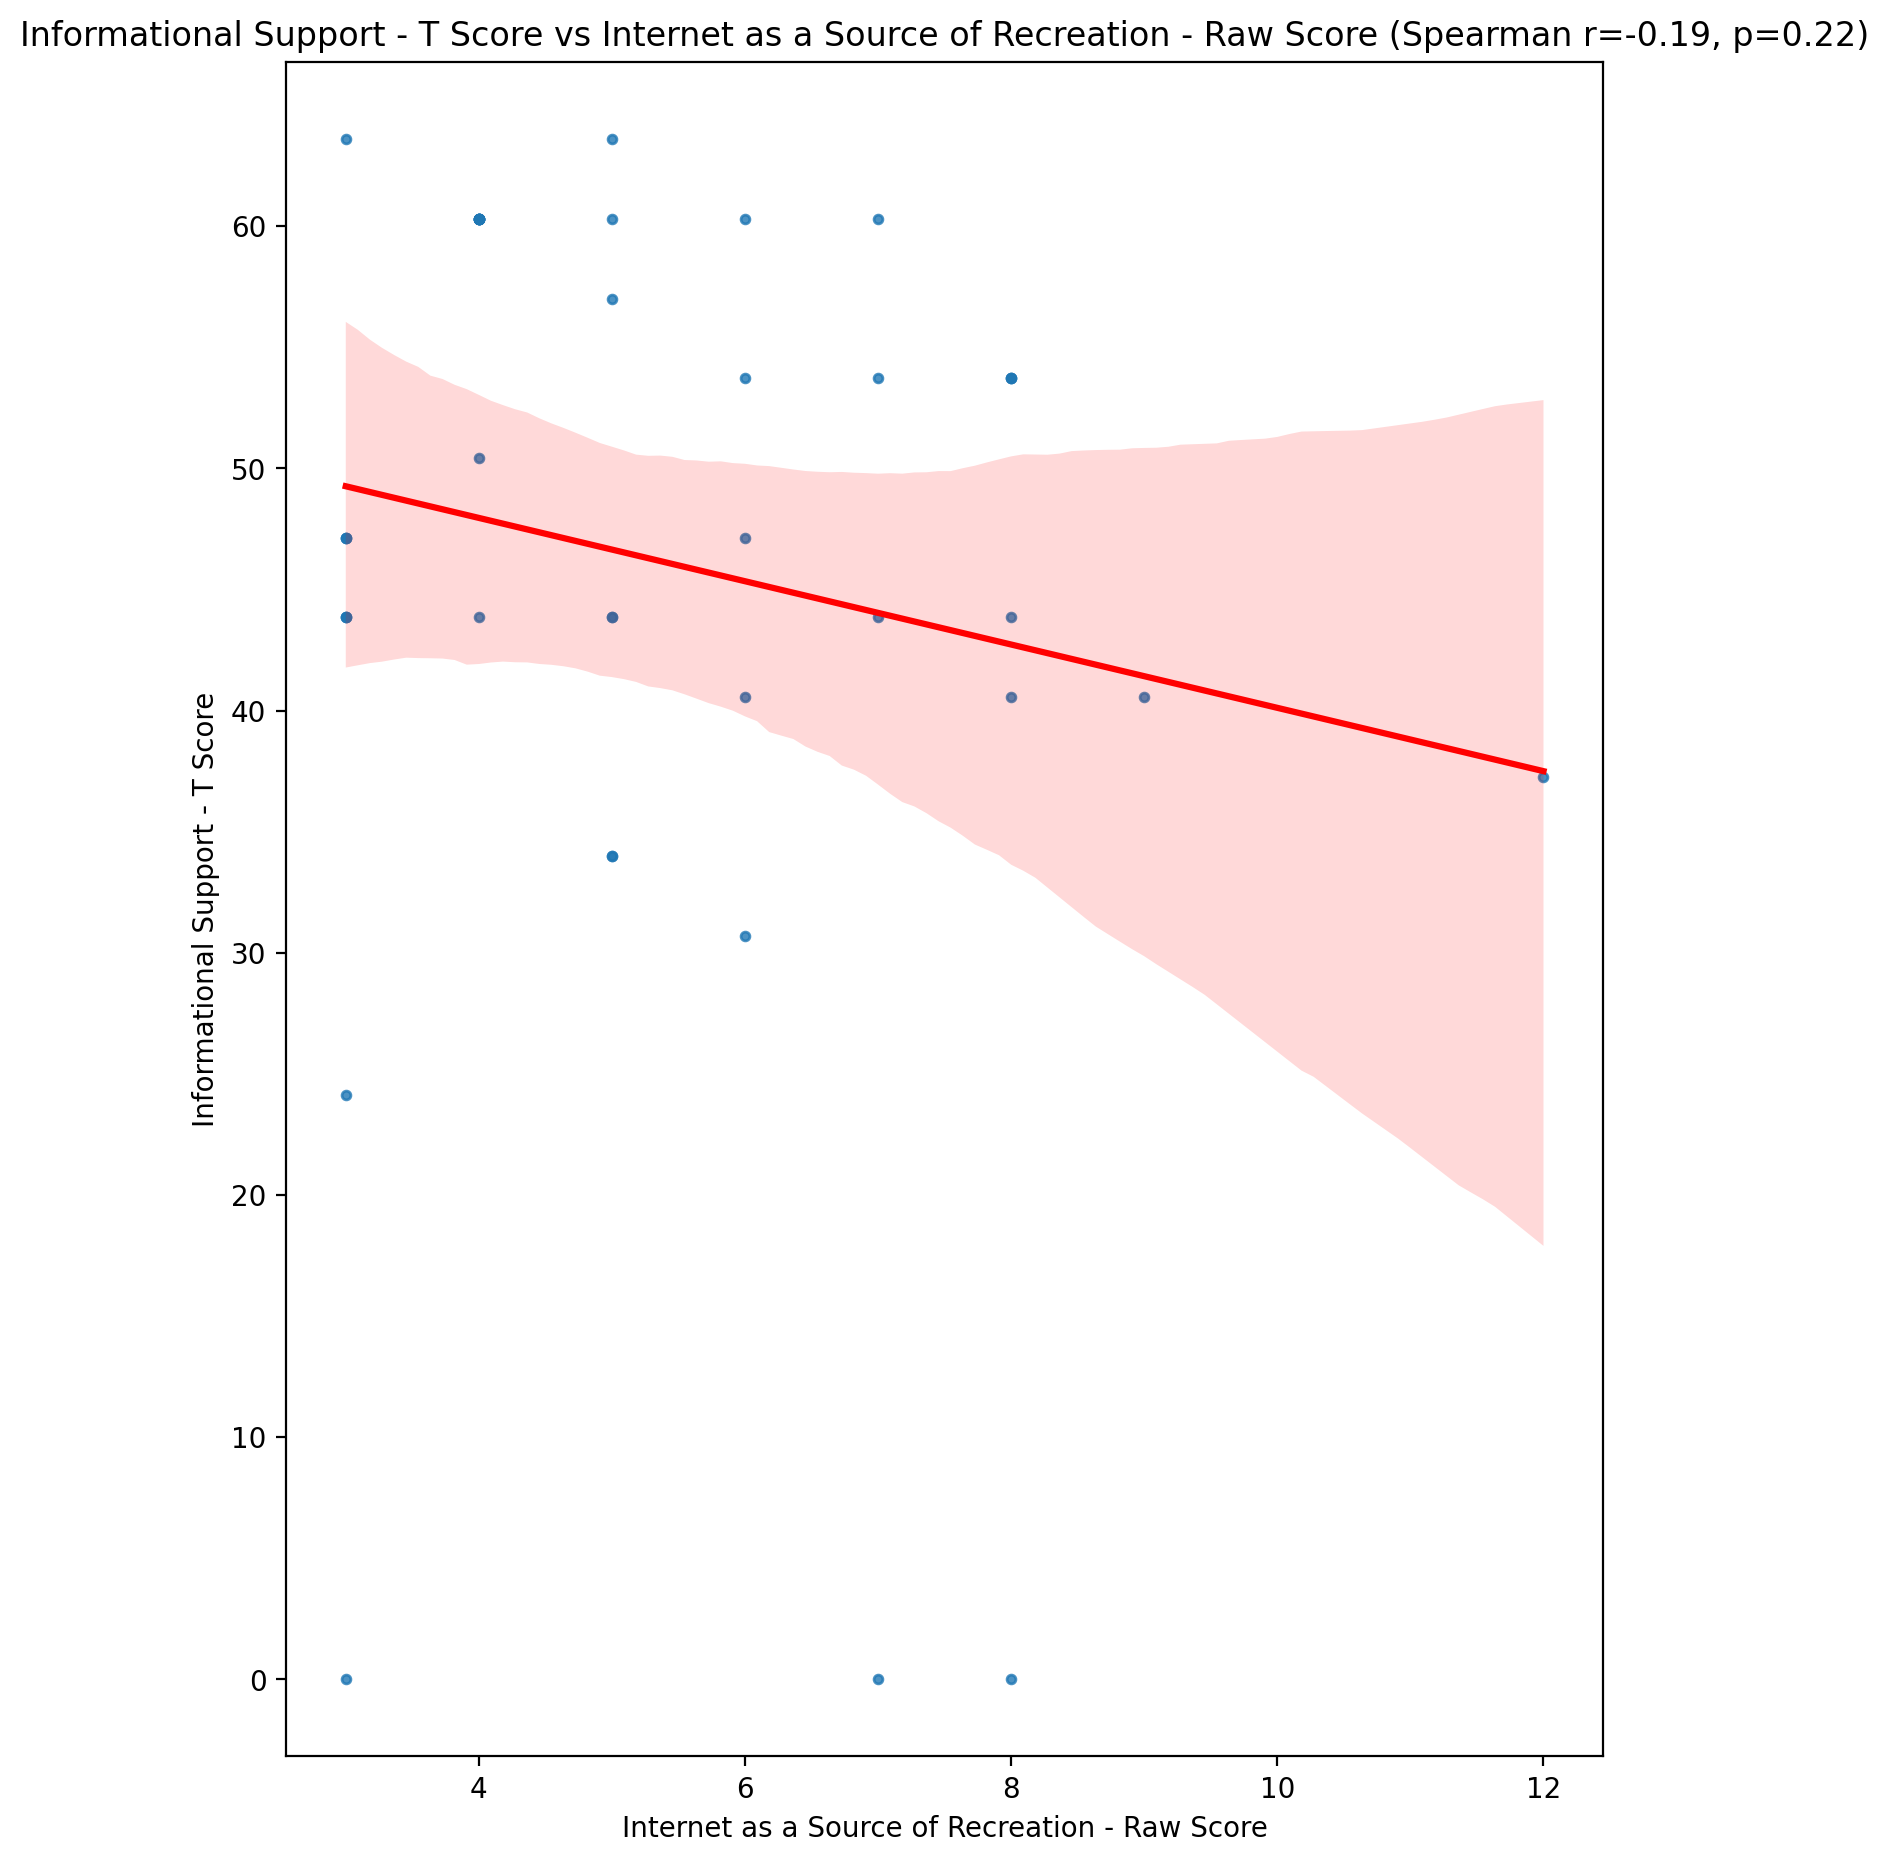 Informational Support - T Score vs Internet as a Source of Recreation - Raw Score (Spearman r=-0.19, p=0.22)
60
50
40
30
20
10
0
Informational Support - T Score
4 6 8 10 12
Internet as a Source of Recreation - Raw Score